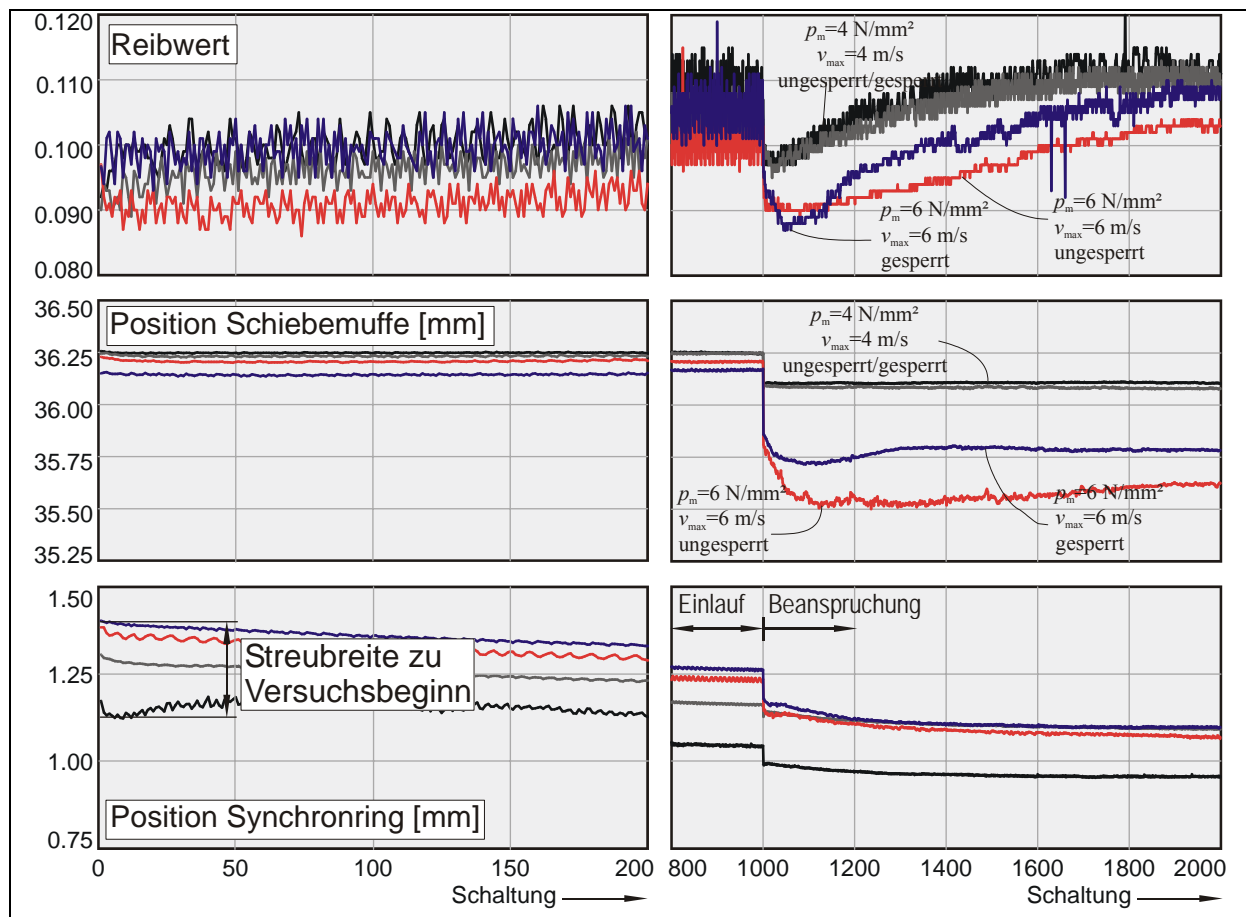 0.120
0.110
0.100
0.090
0.080
Reibwert
pm=4 N/mm²
vmax=4 m/s
ungesperrt/gesperrt
pm=6 N/mm²
vmax=6 m/s
gesperrt
pm=6 N/mm²
vmax=6 m/s
ungesperrt
36.50
36.25
36.00
35.75
35.50
35.25
Position Schiebemuffe [mm]
pm=4 N/mm²
vmax=4 m/s
ungesperrt/gesperrt
pm=6 N/mm²
vmax=6 m/s
ungesperrt
pm=6 N/mm²
vmax=6 m/s
gesperrt
1.50
1.25
1.00
0.75
Streubreite zu
Versuchsbeginn
Position Synchronring [mm]
Einlauf Beanspruchung
0 50 100 150 200
Schaltung
800 1000 1200 1400 1600 1800 2000
Schaltung